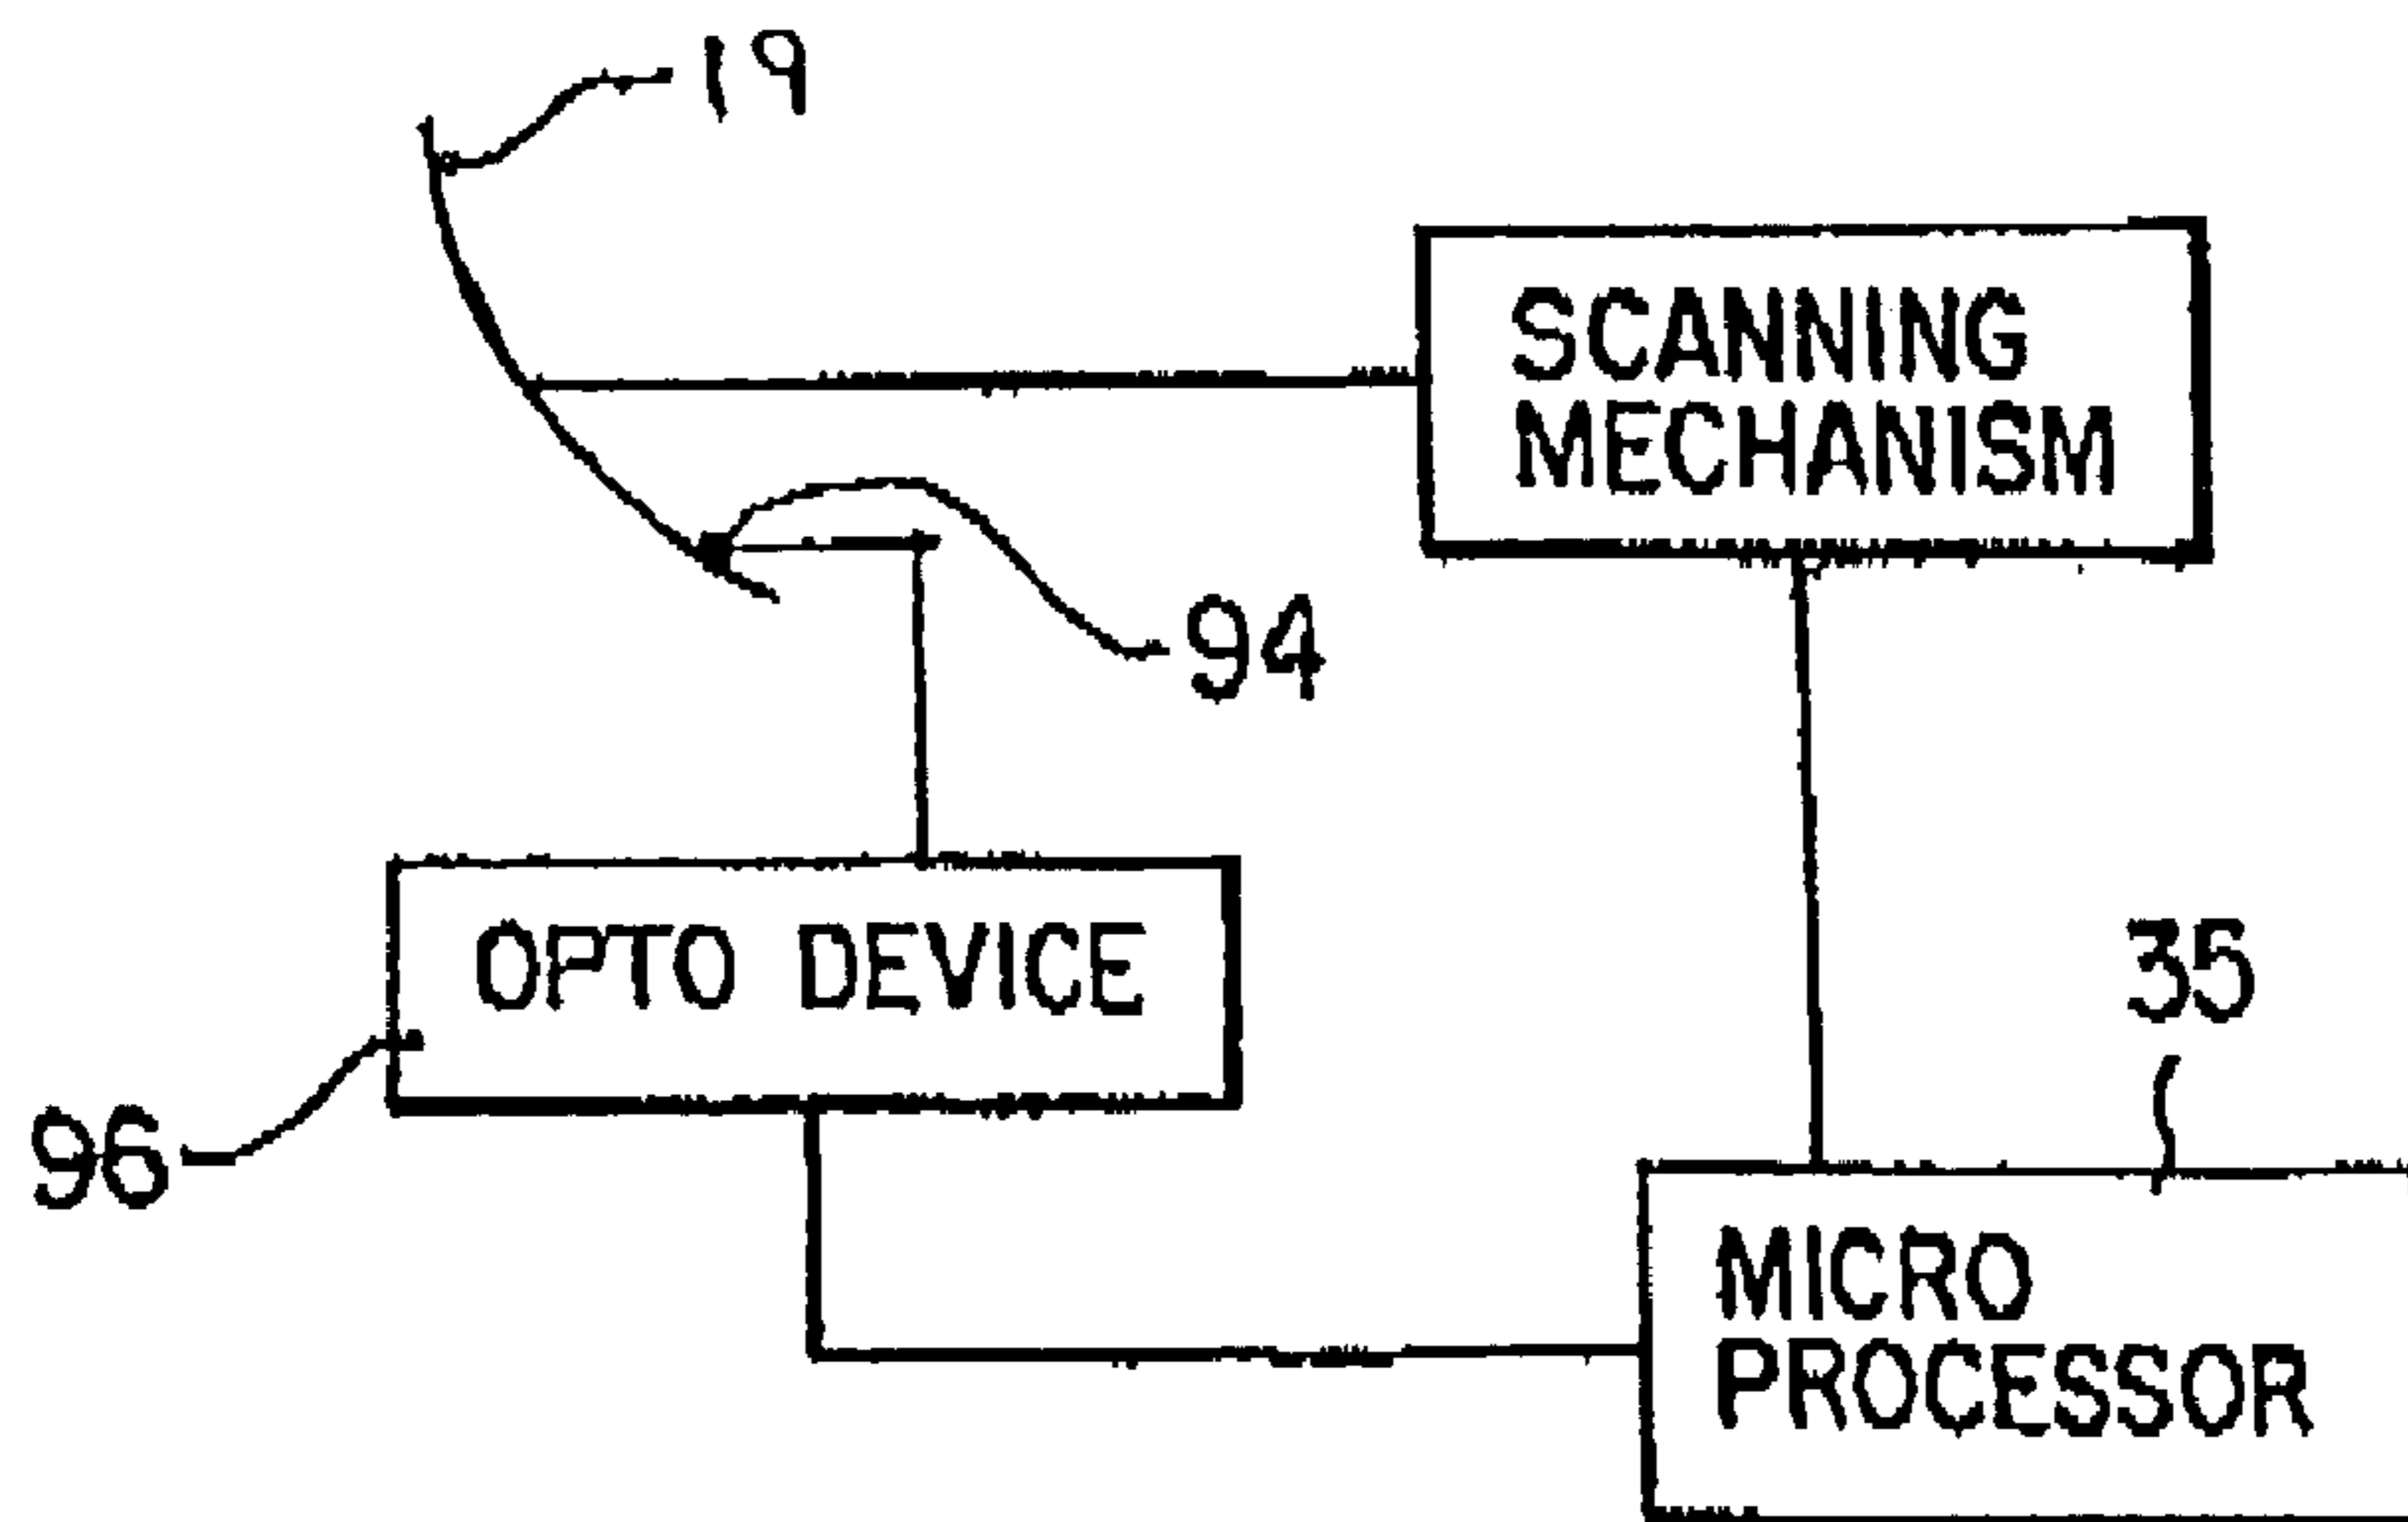 19
SCANNING
MECHANISM
94
OPTO DEVICE
35
96
MICRO
PROCESSOR